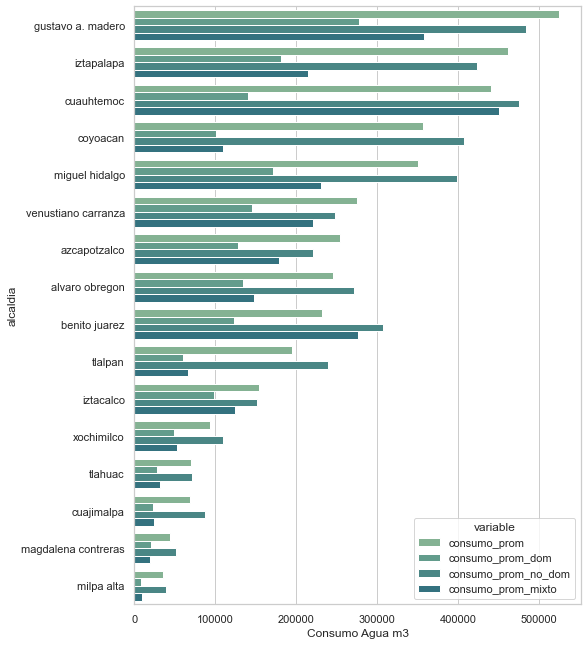 gustavo a. madero
iztapalapa
cuauhtemoc
coyoacan
miguel hidalgo
venustiano carranza
azcapotzalco
alvaro obregon
benito juarez
tlalpan
iztacalco
xochimilco
tlahuac
cuajimalpa
magdalena contreras
milpa alta
alcaldia
variable
consumo_prom
consumo_prom_dom
consumo_prom_no_dom
consumo_prom_mixto
0 100000 200000 300000 400000 500000
Consumo Agua m3